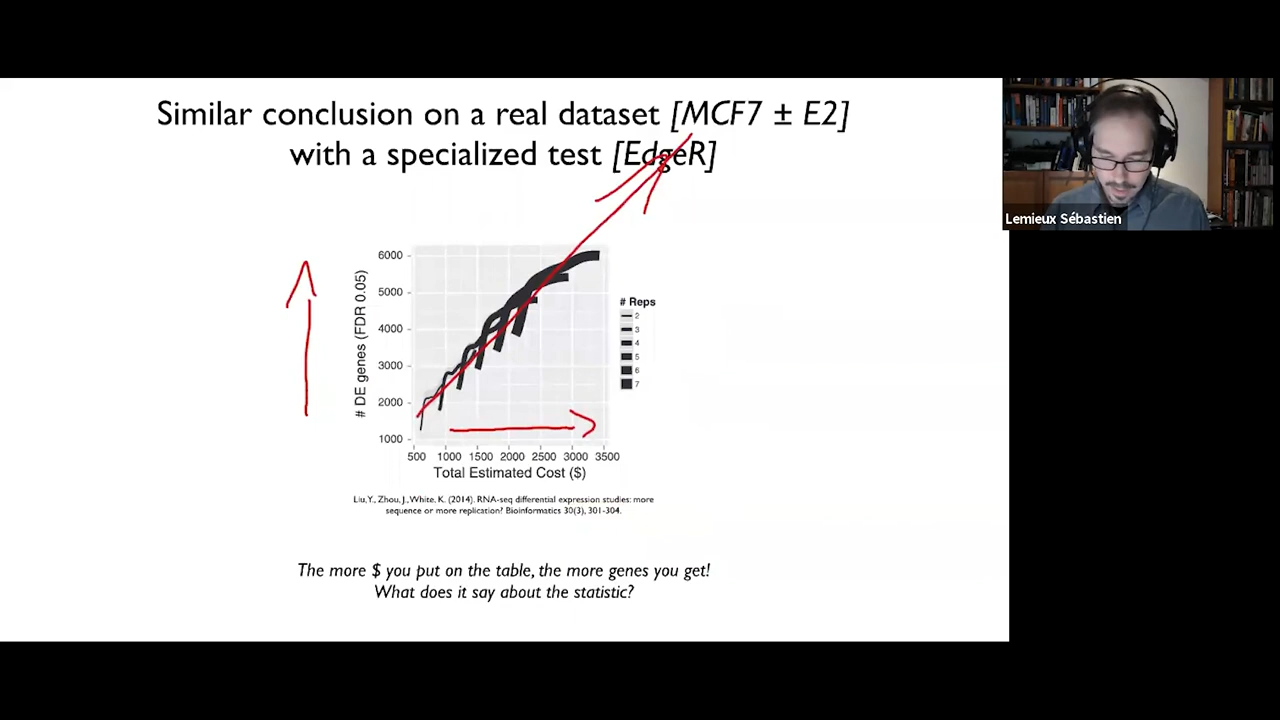 Similar conclusion on a real dataset [MCF7 ± E2]
with a specialized test [EdgeR]
Lemieux Sébastien
# DE genes (FDR 0.05)
6000
5000
4000
3000
2000
1000
500 1000 1500 2000 2500 3000 3500
Total Estimated Cost ($)
# Reps
2
3
4
5
6
7
Liu, Y., Zhou, J., White, K. (2014). RNA-seq differential expression studies: more
sequence or more replication? Bioinformatics 30(3), 301-304.
The more $ you put on the table, the more genes you get!
What does it say about the statistic?